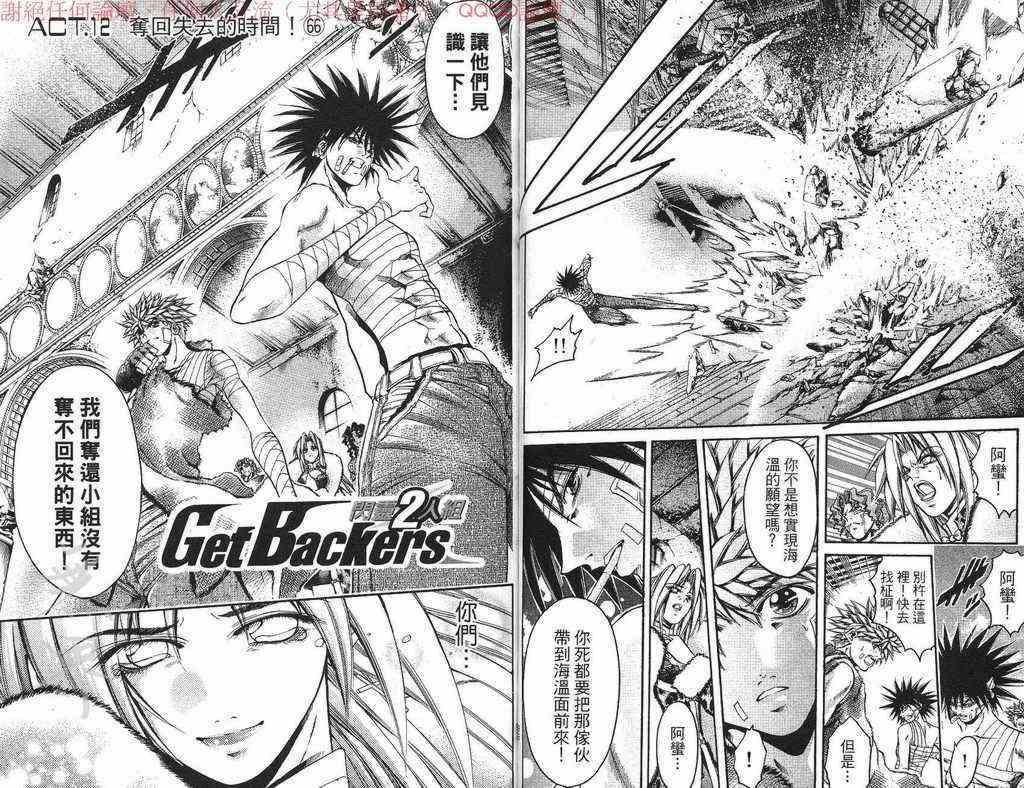 ACT.12 奪回失去的時間！66
!!
阿蠻！
阿蠻！
別杵在這
裡！快去
找柾啊！
！
但是…
你不是想實現海
溫的願望嗎？
！
阿蠻…
你死都要把那傢伙
帶到海溫面前來！
讓他們見
識一下…
我們奪還小組沒有
奪不回來的東西！
閃靈2人組
GetBackers
你們…